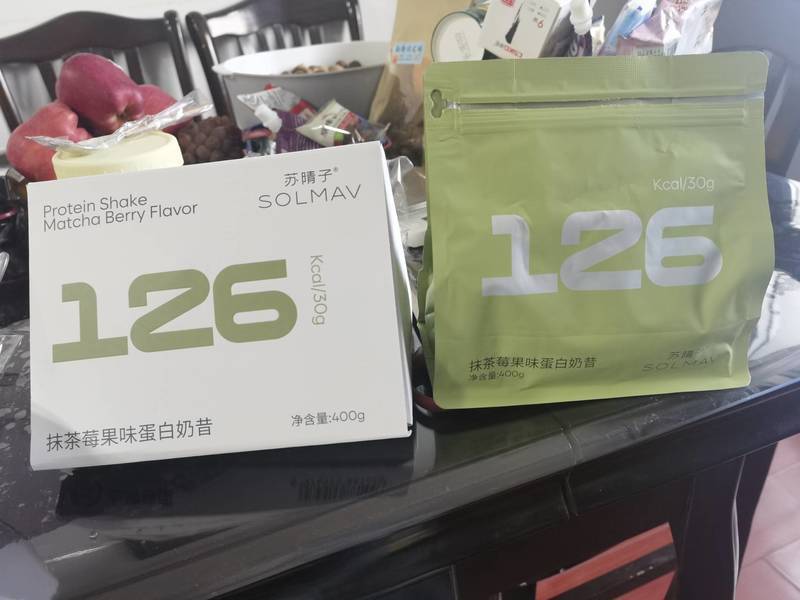 Protein Shake
Matcha Berry Flavor
苏晴子®
SOLMAV
126
Kcal/30g
抹茶莓果味蛋白奶昔
净含量:400g
Kcal/30g
126
抹茶莓果味蛋白奶昔
净含量:400g
苏晴子
SOLMAV